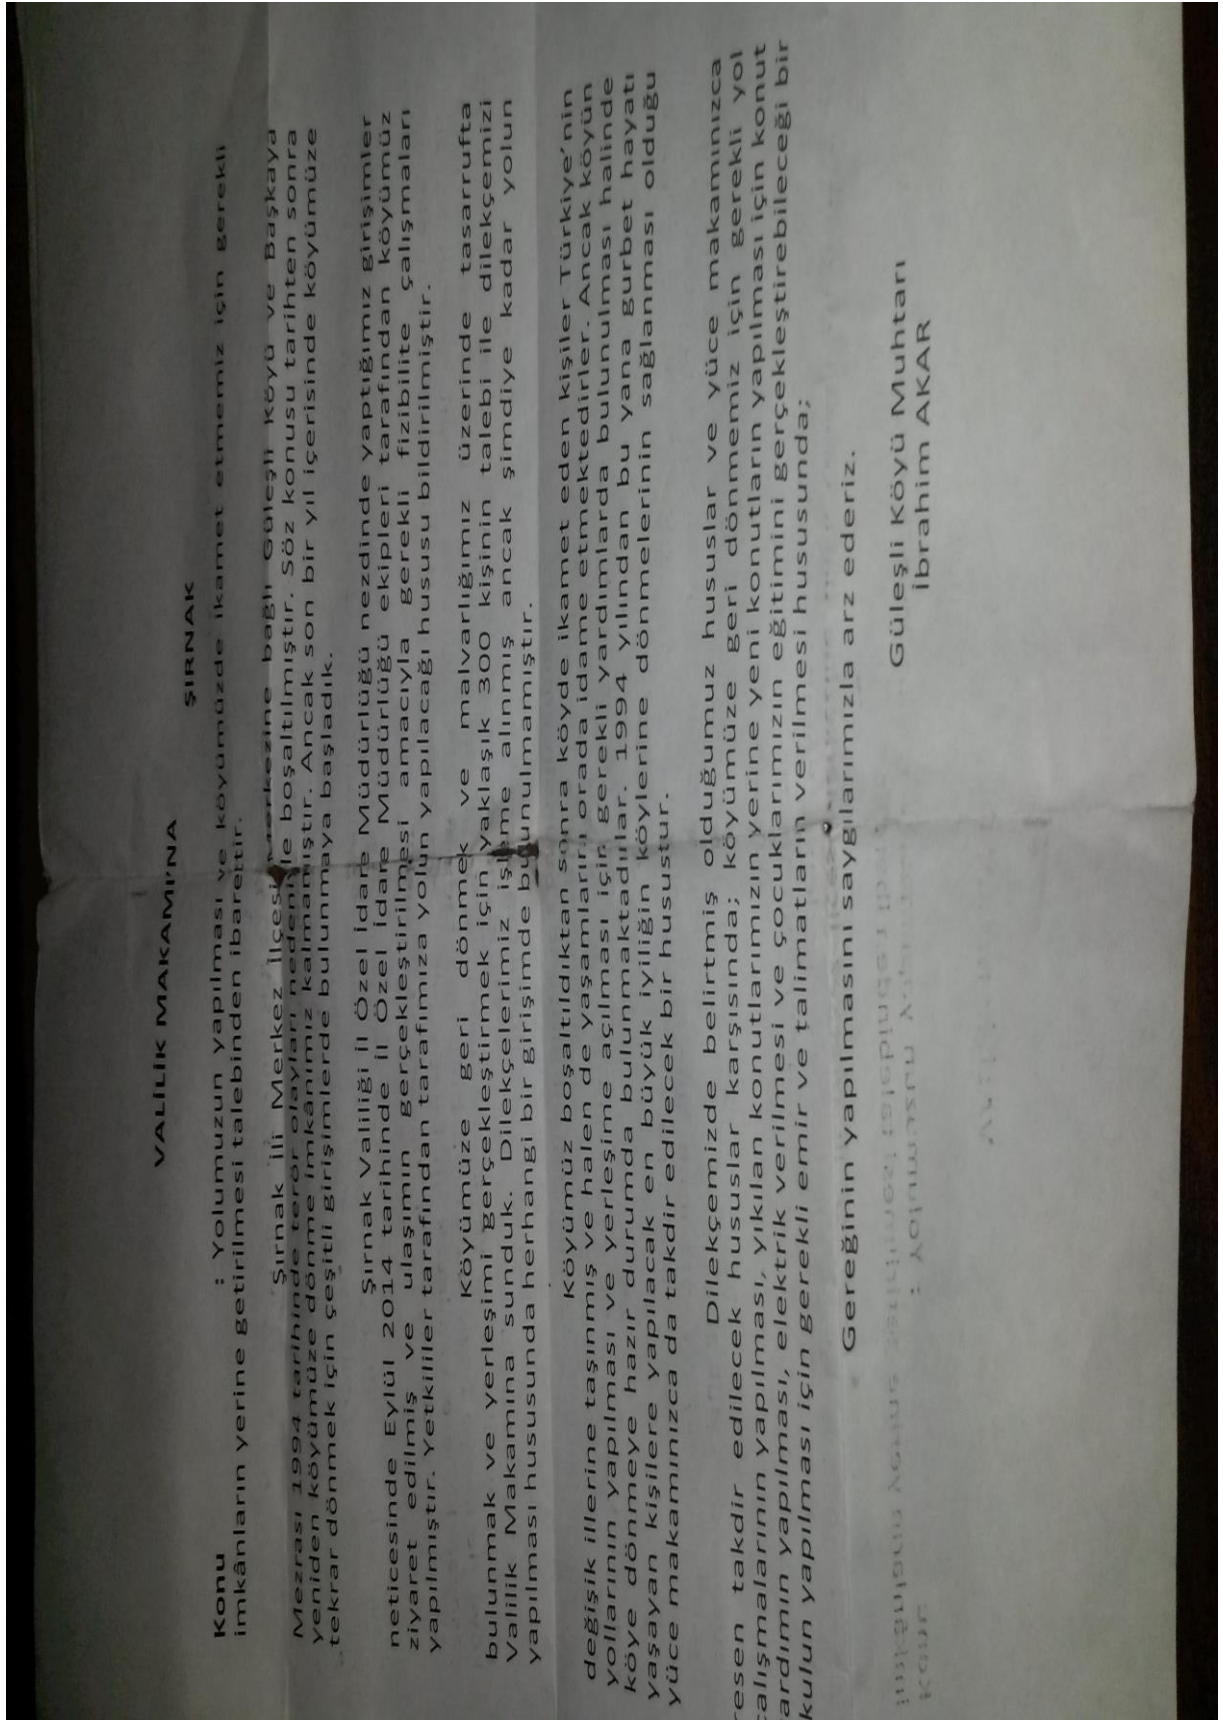 VALİLİK MAKAMI'NA
ŞIRNAK
Konu : Yolumuzun yapılması ve köyümüzde ikamet etmemiz için gerekli
imkânların yerine getirilmesi talebinden ibarettir.
Şırnak İli Merkez İlçesi Merkezine bağlı Güleşli Köyü ve Başkaya
Mezrası 1994 tarihinde terör olayları nedeniyle boşaltılmıştır. Söz konusu tarihten sonra
yeniden köyümüze dönme imkânımız kalmamıştır. Ancak son bir yıl içerisinde köyümüze
tekrar dönmek için çeşitli girişimlerde bulunmaya başladık.
Şırnak Valiliği İl Özel İdare Müdürlüğü nezdinde yaptığımız girişimler
neticesinde Eylül 2014 tarihinde İl Özel İdare Müdürlüğü ekipleri tarafından köyümüz
ziyaret edilmiş ve ulaşımın gerçekleştirilmesi amacıyla gerekli fizibilite çalışmaları
yapılmıştır. Yetkililer tarafından tarafımıza yolun yapılacağı hususu bildirilmiştir.
Köyümüze geri dönmek ve malvarlığımız üzerinde tasarrufta
bulunmak ve yerleşimi gerçekleştirmek için yaklaşık 300 kişinin talebi ile dilekçemizi
Valilik Makamına sunduk. Dilekçelerimiz işleme alınmış ancak şimdiye kadar yolun
yapılması hususunda herhangi bir girişimde bulunulmamıştır.
Köyümüz boşaltıldıktan sonra köyde ikamet eden kişiler Türkiye'nin
değişik illerine taşınmış ve halen de yaşamlarını orada idame etmektedirler. Ancak köyün
yollarının yapılması ve yerleşime açılması için gerekli yardımlarda bulunulması halinde
köye dönmeye hazır durumda bulunmaktadılar. 1994 yılından bu yana gurbet hayatı
yaşayan kişilere yapılacak en büyük iyiliğin köylerine dönmelerinin sağlanması olduğu
yüce makamınızca da takdir edilecek bir husustur.
Dilekçemizde belirtmiş olduğumuz hususlar ve yüce makamınızca
resen takdir edilecek hususlar karşısında; köyümüze geri dönmemiz için gerekli yol
çalışmalarının yapılması, yıkılan konutlarımızın yerine yeni konutların yapılması için konut
ardımın yapılması, elektrik verilmesi ve çocuklarımızın eğitimini gerçekleştirebileceği bir
kulun yapılması için gerekli emir ve talimatların verilmesi hususunda;
Gereğinin yapılmasını saygılarımızla arz ederiz.
Güleşli Köyü Muhtarı
İbrahim AKAR